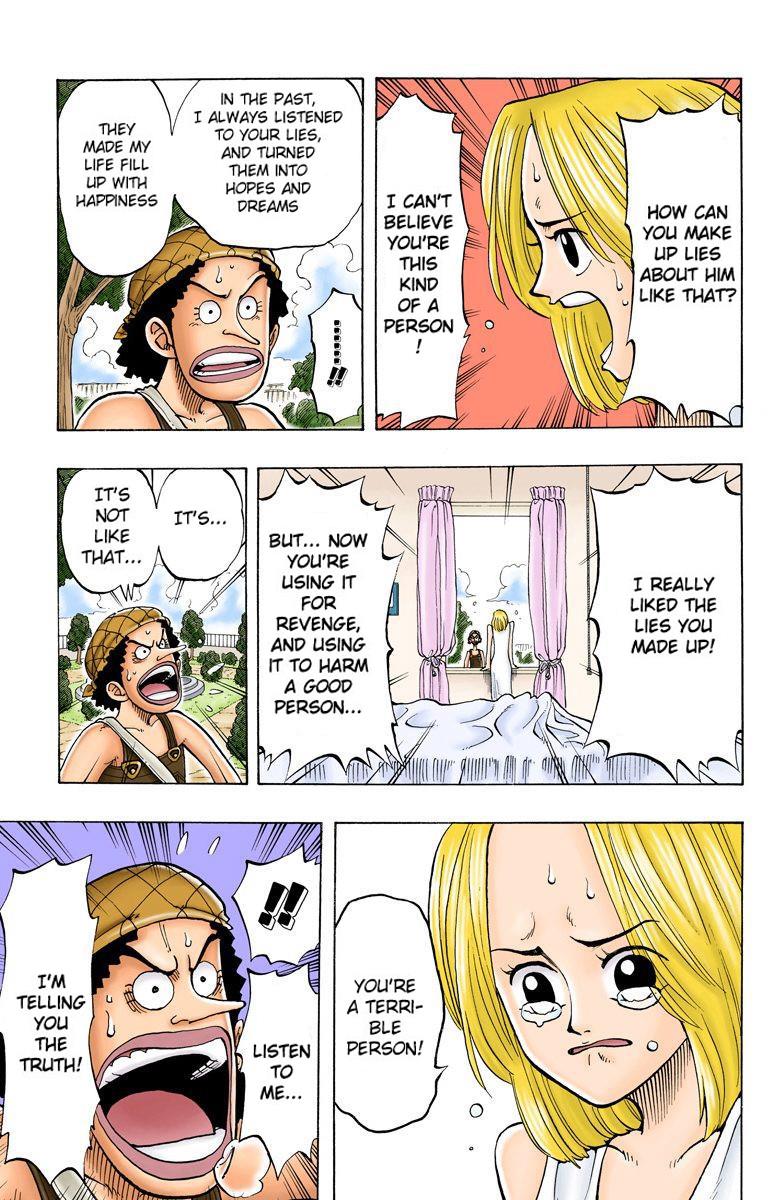 HOW CAN
YOU MAKE
UP LIES
ABOUT HIM
LIKE THAT?
I CAN'T
BELIEVE
YOU'RE
THIS
KIND
OF A
PERSON
!
IN THE PAST,
I ALWAYS LISTENED
TO YOUR LIES,
AND TURNED
THEM INTO
HOPES AND
DREAMS
THEY
MADE MY
LIFE FILL
UP WITH
HAPPINESS
......!!
I REALLY
LIKED THE
LIES YOU
MADE UP!
BUT... NOW
YOU'RE
USING IT
FOR
REVENGE,
AND USING
IT TO HARM
A GOOD
PERSON...
IT'S...
IT'S
NOT
LIKE
THAT...
YOU'RE
A TERRI-
BLE
PERSON!
!!
LISTEN
TO
ME...
I'M
TELLING
YOU
THE
TRUTH!